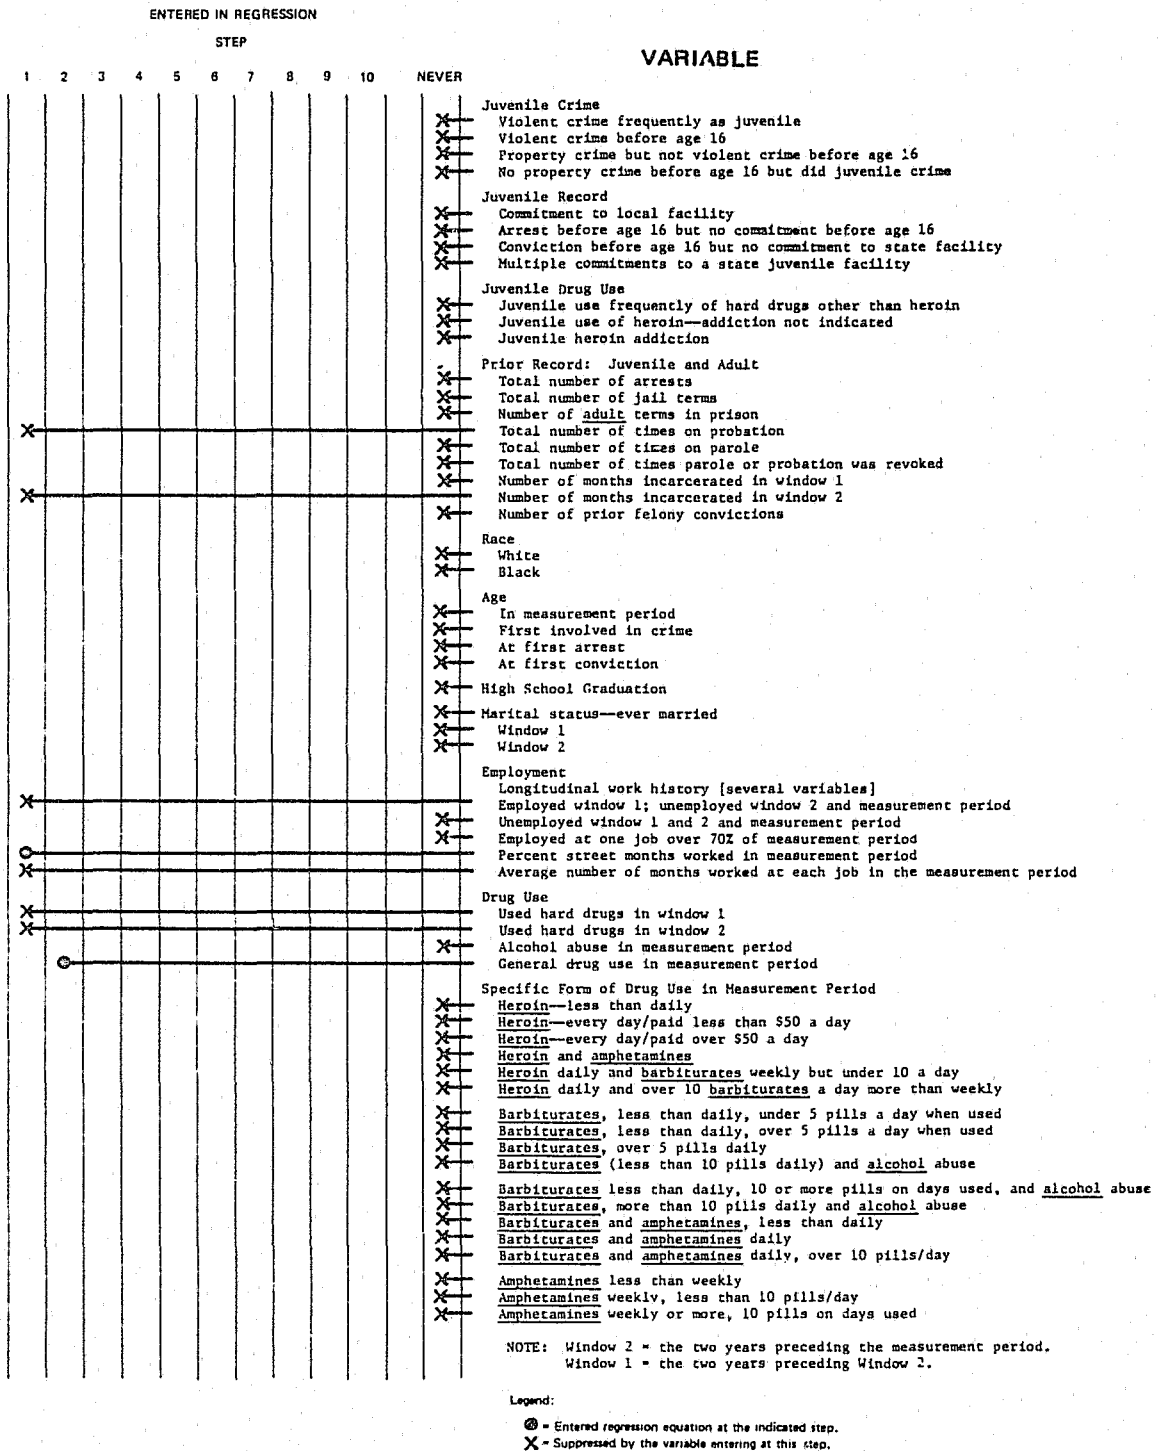 ENTERED IN REGRESSION
STEP
VARIABLE
1 2 3 4 5 6 7 8 9 10 NEVER
Juvenile Crime
Violent crime frequently as juvenile
Violent crime before age 16
Property crime but not violent crime before age 16
No property crime before age 16 but did juvenile crime
Juvenile Record
Commitment to local facility
Arrest before age 16 but no commitment before age 16
Conviction before age 16 but no commitment to state facility
Multiple commitments to a state juvenile facility
Juvenile Drug Use
Juvenile use frequently of hard drugs other than heroin
Juvenile use of heroin—addiction not indicated
Juvenile heroin addiction
Prior Record: Juvenile and Adult
Total number of arrests
Total number of jail terms
Number of adult terms in prison
Total number of times on probation
Total number of times on parole
Total number of times parole or probation was revoked
Number of months incarcerated in window 1
Number of months incarcerated in window 2
Number of prior felony convictions
Race
White
Black
Age
In measurement period
First involved in crime
At first arrest
At first conviction
High School Graduation
Marital status—ever married
Window 1
Window 2
Employment
Longitudinal work history [several variables]
Employed window 1; unemployed window 2 and measurement period
Unemployed window 1 and 2 and measurement period
Employed at one job over 70% of measurement period
Percent street months worked in measurement period
Average number of months worked at each job in the measurement period
Drug Use
Used hard drugs in window 1
Used hard drugs in window 2
Alcohol abuse in measurement period
General drug use in measurement period
Specific Form of Drug Use in Measurement Period
Heroin—less than daily
Heroin—every day/paid less than $50 a day
Heroin—every day/paid over $50 a day
Heroin and amphetamines
Heroin daily and barbiturates weekly but under 10 a day
Heroin daily and over 10 barbiturates a day more than weekly
Barbiturates, less than daily, under 5 pills a day when used
Barbiturates, less than daily, over 5 pills a day when used
Barbiturates, over 5 pills daily
Barbiturates (less than 10 pills daily) and alcohol abuse
Barbiturates less than daily, 10 or more pills on days used, and alcohol abuse
Barbiturates, more than 10 pills daily and alcohol abuse
Barbiturates and amphetamines, less than daily
Barbiturates and amphetamines daily
Barbiturates and amphetamines daily, over 10 pills/day
Amphetamines less than weekly
Amphetamines weekly, less than 10 pills/day
Amphetamines weekly or more, 10 pills on days used
NOTE: Window 2 = the two years preceding the measurement period.
Window 1 = the two years preceding Window 2.
Legend:
= Entered regression equation at the indicated step.
X = Suppressed by the variable entering at this step.